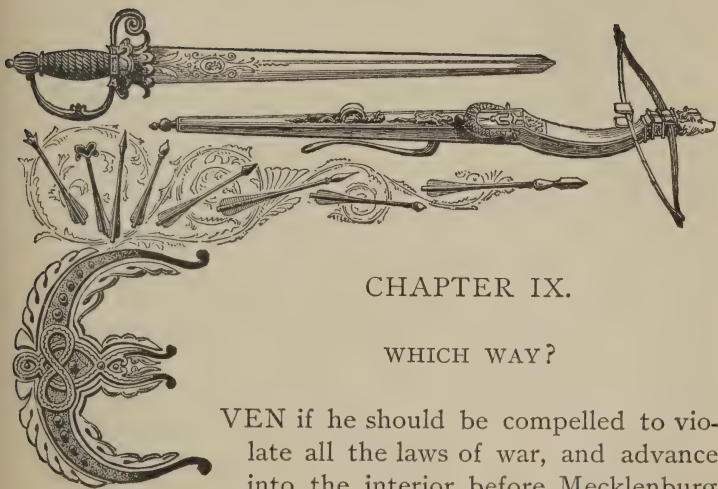 CHAPTER IX.
WHICH WAY?
EVEN if he should be compelled to vio-
late all the laws of war, and advance
into the interior before Mecklenburg